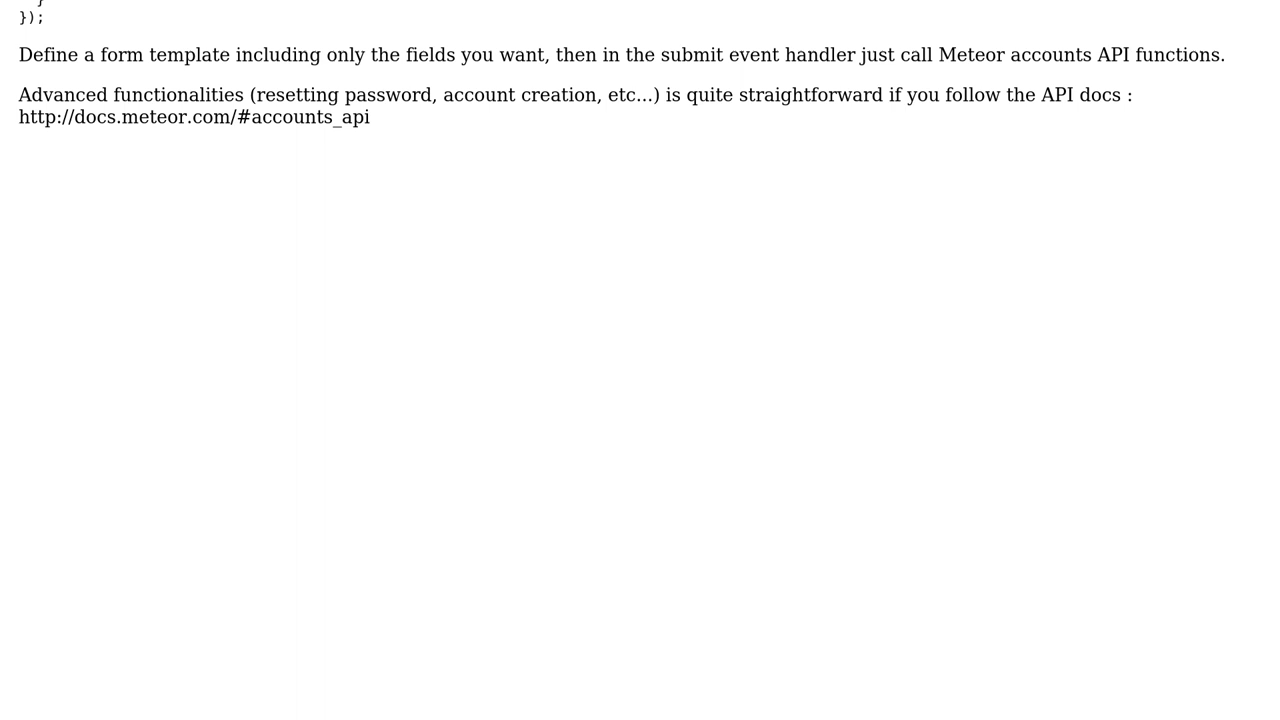 }
});
Define a form template including only the fields you want, then in the submit event handler just call Meteor accounts API functions.
Advanced functionalities (resetting password, account creation, etc...) is quite straightforward if you follow the API docs :
http://docs.meteor.com/#accounts_api